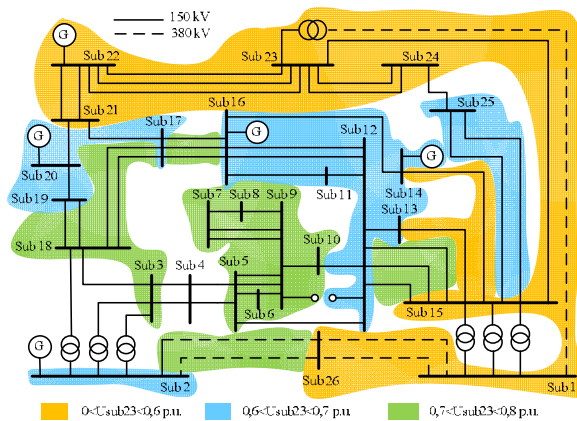 150 kV
380 kV
G
Sub 22
Sub 23
Sub 24
Sub 21
Sub 17
Sub 16
Sub 25
G
G
Sub 12
G
Sub 20
Sub 11
Sub 14
Sub 19
Sub 7
Sub 8
Sub 9
Sub 13
Sub 18
Sub 10
Sub 3
Sub 4
Sub 5
Sub 6
Sub 15
G
Sub 2
Sub 26
Sub 1
0<Usub23<0,6 p.u.
0,6<Usub23<0,7 p.u.
0,7<Usub23<0,8 p.u.